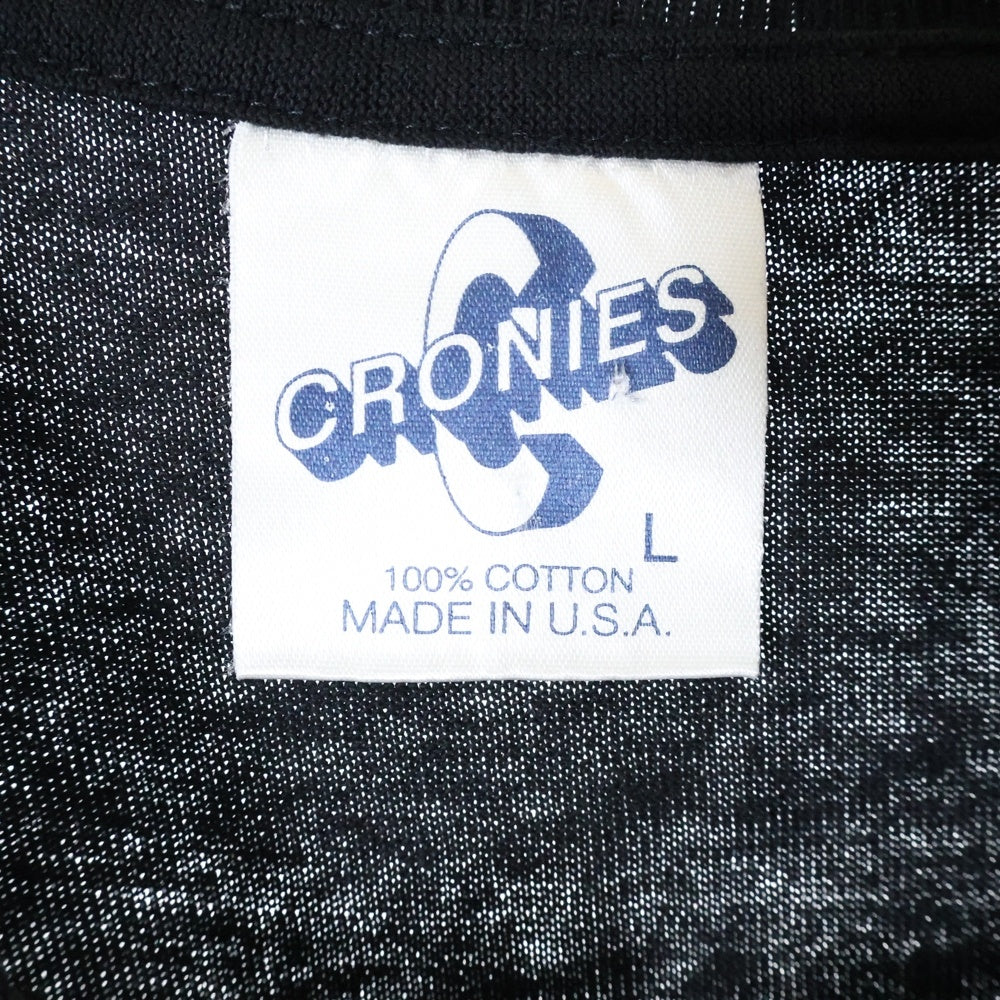 C
CRONIES
L
100% COTTON
MADE IN U.S.A.